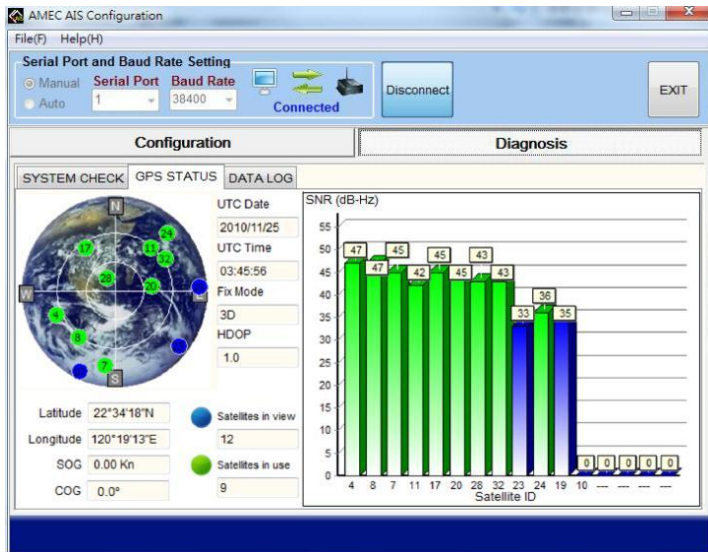 AMEC AIS Configuration
File(F) Help(H)
Serial Port and Baud Rate Setting
Manual
Serial Port
Baud Rate
Auto
1
38400
Connected
Disconnect
EXIT
Configuration
Diagnosis
SYSTEM CHECK
GPS STATUS
DATA LOG
N
24
17
11
32
28
20
W
4
8
7
S
UTC Date
2010/11/25
UTC Time
03:45:56
Fix Mode
3D
HDOP
1.0
Latitude
22°34'18"N
Longitude
120°19'13"E
SOG
0.00 Kn
COG
0.0°
Satellites in view
12
Satellites in use
9
SNR (dB-Hz)
55
50
45
40
35
30
25
20
15
10
5
0
47 47 45 42 45 45 43 43 33 36 35 0 0 0 0 0
4 8 7 11 17 20 28 32 23 24 19 10 --- --- --- ---
Satellite ID